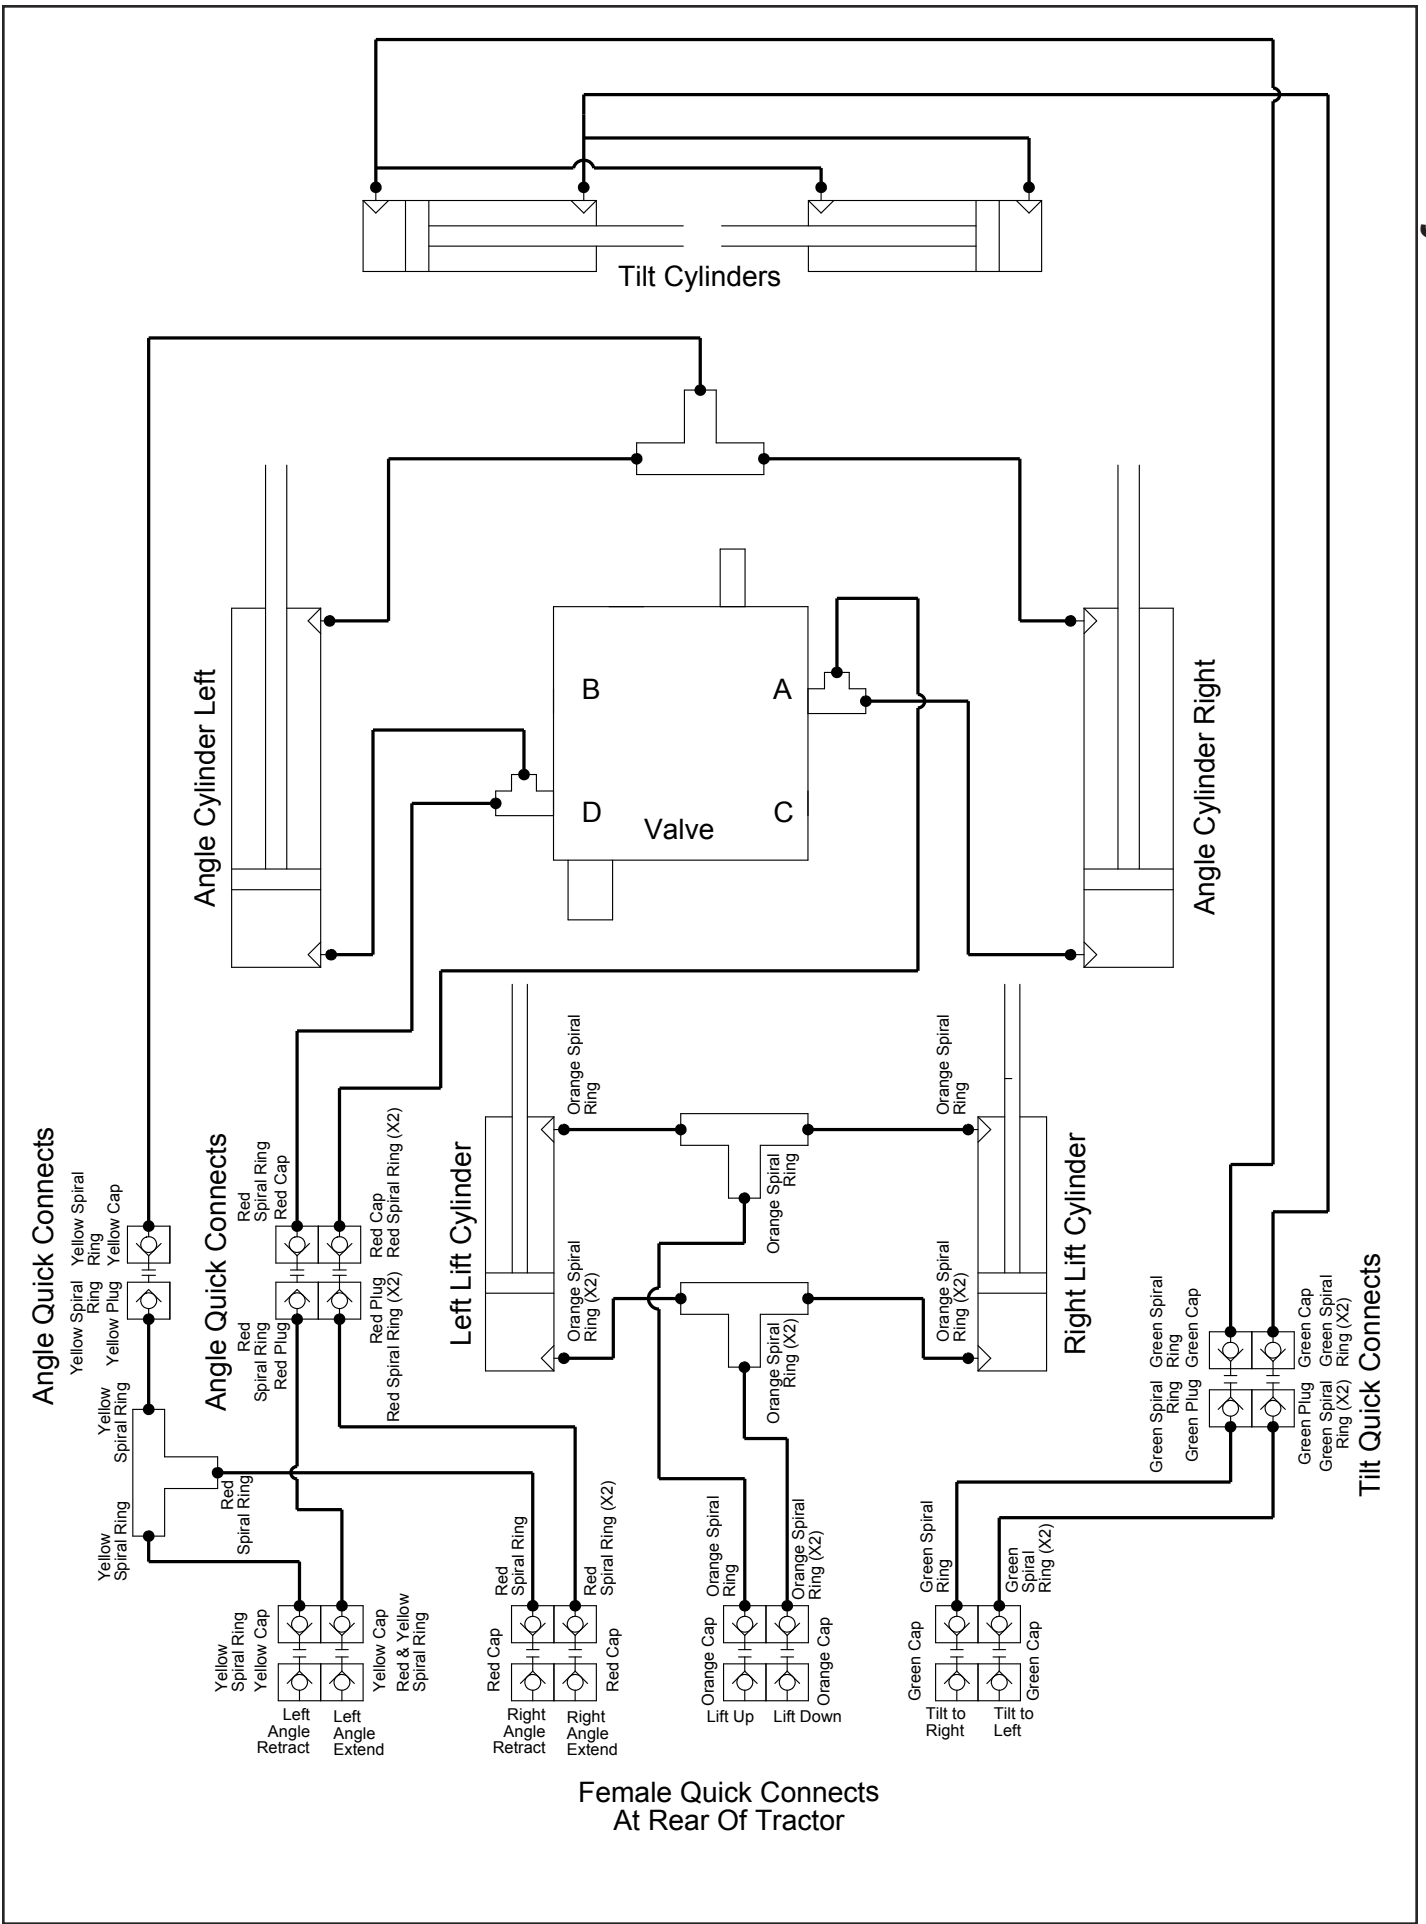 Tilt Cylinders
Angle Cylinder Left
B
A
D
C
Valve
Angle Cylinder Right
Orange Spiral
Ring
Orange Spiral
Ring
Left Lift Cylinder
Right Lift Cylinder
Orange Spiral
Ring
Orange Spiral
Ring (X2)
Orange Spiral
Ring (X2)
Orange Spiral
Ring (X2)
Angle Quick Connects
Yellow Spiral
Ring
Yellow Cap
Yellow Spiral
Ring
Yellow Plug
Angle Quick Connects
Red
Spiral Ring
Red Cap
Red Cap
Red Spiral Ring (X2)
Red
Spiral Ring
Red Plug
Red Plug
Red Spiral Ring (X2)
Green Spiral
Ring
Green Cap
Green Cap
Green Spiral
Ring (X2)
Green Spiral
Ring
Green Plug
Green Plug
Green Spiral
Ring (X2)
Tilt Quick Connects
Yellow
Spiral Ring
Yellow
Spiral Ring
Red
Spiral Ring
Yellow
Spiral Ring
Yellow Cap
Yellow Cap
Red & Yellow
Spiral Ring
Red
Spiral Ring
Red
Spiral Ring (X2)
Red Cap
Red Cap
Orange Spiral
Ring
Orange Spiral
Ring (X2)
Orange Cap
Orange Cap
Green Spiral
Ring
Green
Spiral
Ring (X2)
Green Cap
Green Cap
Left
Angle
Retract
Left
Angle
Extend
Right
Angle
Retract
Right
Angle
Extend
Lift Up
Lift Down
Tilt to
Right
Tilt to
Left
Female Quick Connects
At Rear Of Tractor